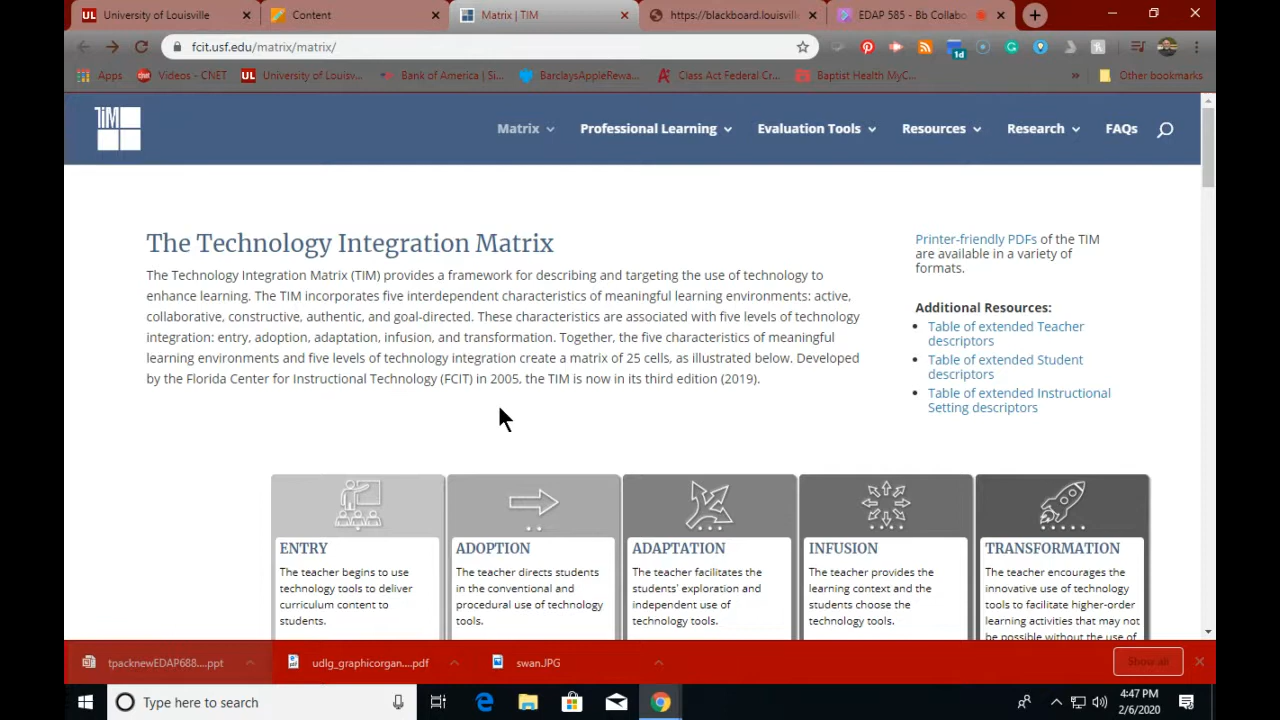 University of Louisville
Content
Matrix | TIM
https://blackboard.louisvill
EDAP 585 - Bb Collabo
fcit.usf.edu/matrix/matrix/
1d
Apps
Videos - CNET
UL University of Louisv...
Bank of America | Si...
BarclaysAppleRewa...
Class Act Federal Cr...
Baptist Health MyC...
»
Other bookmarks
TiM
Matrix
Professional Learning
Evaluation Tools
Resources
Research
FAQs
The Technology Integration Matrix
The Technology Integration Matrix (TIM) provides a framework for describing and targeting the use of technology to
enhance learning. The TIM incorporates five interdependent characteristics of meaningful learning environments: active,
collaborative, constructive, authentic, and goal-directed. These characteristics are associated with five levels of technology
integration: entry, adoption, adaptation, infusion, and transformation. Together, the five characteristics of meaningful
learning environments and five levels of technology integration create a matrix of 25 cells, as illustrated below. Developed
by the Florida Center for Instructional Technology (FCIT) in 2005, the TIM is now in its third edition (2019).
Printer-friendly PDFs of the TIM
are available in a variety of
formats.
Additional Resources:
• Table of extended Teacher
descriptors
• Table of extended Student
descriptors
• Table of extended Instructional
Setting descriptors
ENTRY
The teacher begins to use
technology tools to deliver
curriculum content to
students.
ADOPTION
The teacher directs students
in the conventional and
procedural use of technology
tools.
ADAPTATION
The teacher facilitates the
students' exploration and
independent use of
technology tools.
INFUSION
The teacher provides the
learning context and the
students choose the
technology tools.
TRANSFORMATION
The teacher encourages the
innovative use of technology
tools to facilitate higher-order
learning activities that may not
be possible without the use of
tpacknewEDAP688....ppt
udlg_graphicorgan....pdf
swan.JPG
Show all
Type here to search
4:47 PM
2/6/2020